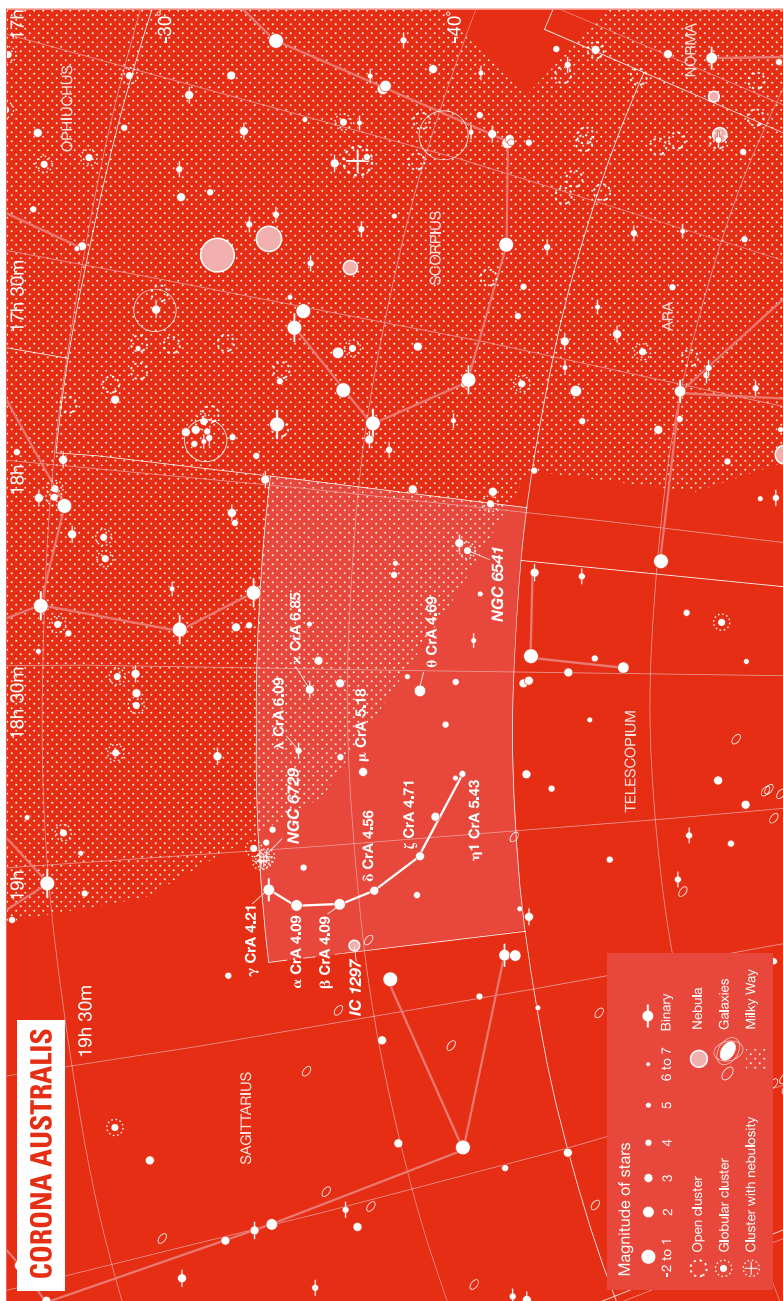 CORONA AUSTRALIS
19h 30m
19h
18h 30m
18h
17h 30m
17h
-30°
-40°
OPHIUCHUS
SCORPIUS
NORMA
ARA
TELESCOPIUM
SAGITTARIUS
γ CrA 4.21
α CrA 4.09
β CrA 4.09
IC 1297
NGC 6729
λ CrA 6.09
ϰ CrA 6.85
μ CrA 5.18
δ CrA 4.56
ζ CrA 4.71
η1 CrA 5.43
θ CrA 4.69
NGC 6541
Magnitude of stars
-2 to 1 2 3 4 5 6 to 7 Binary
Open cluster
Globular cluster
Cluster with nebulosity
Nebula
Galaxies
Milky Way